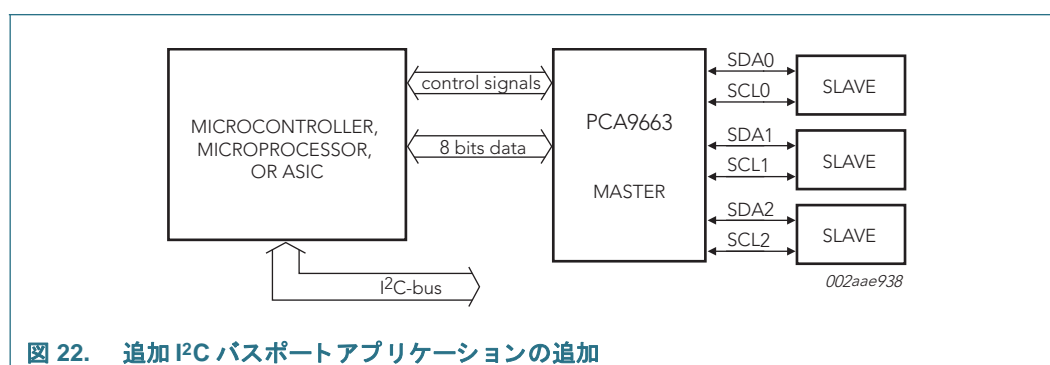 MICROCONTROLLER,
MICROPROCESSOR,
OR ASIC
control signals
8 bits data
I2C-bus
PCA9663
MASTER
SDA0
SCL0
SLAVE
SDA1
SCL1
SLAVE
SDA2
SCL2
SLAVE
002aae938
図 22. 追加 I2C バスポートアプリケーションの追加